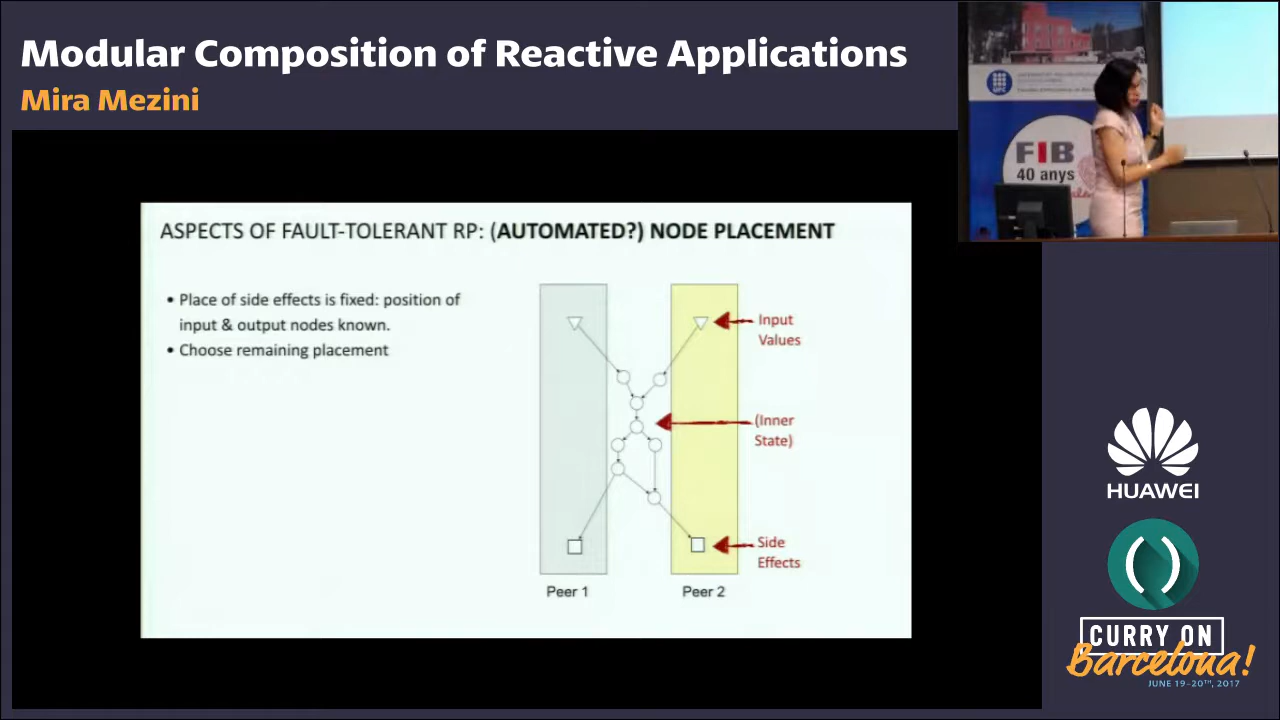 Modular Composition of Reactive Applications
Mira Mezini
UPC
FIB
40 anys
ASPECTS OF FAULT-TOLERANT RP: (AUTOMATED?) NODE PLACEMENT
• Place of side effects is fixed: position of
input & output nodes known.
• Choose remaining placement
Input
Values
(Inner
State)
Side
Effects
Peer 1
Peer 2
HUAWEI
CURRY ON
Barcelona!
JUNE 19-20TH, 2017